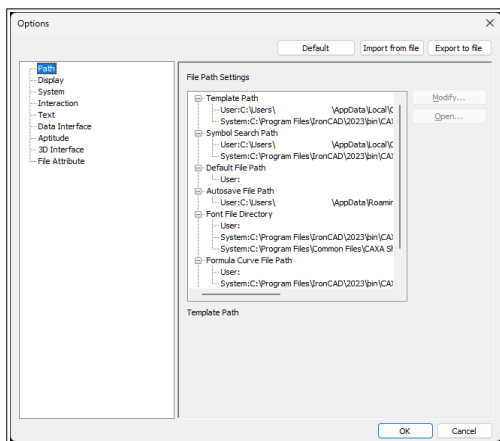 Options
Default
Import from file
Export to file
Path
Display
System
Interaction
Text
Data Interface
Aptitude
3D Interface
File Attribute
File Path Settings
Template Path
User:C:\Users\ \AppData\Local\C
System:C:\Program Files\IronCAD\2023\bin\CA
Symbol Search Path
User:C:\Users\ \AppData\Local\C
System:C:\Program Files\IronCAD\2023\bin\CA
Default File Path
User:
Autosave File Path
User:C:\Users\ \AppData\Roamin
Font File Directory
User:
System:C:\Program Files\IronCAD\2023\bin\CA
System:C:\Program Files\Common Files\CAXA Sh
Formula Curve File Path
User:
System:C:\Program Files\IronCAD\2023\bin\CA
Modify...
Open...
Template Path
OK
Cancel